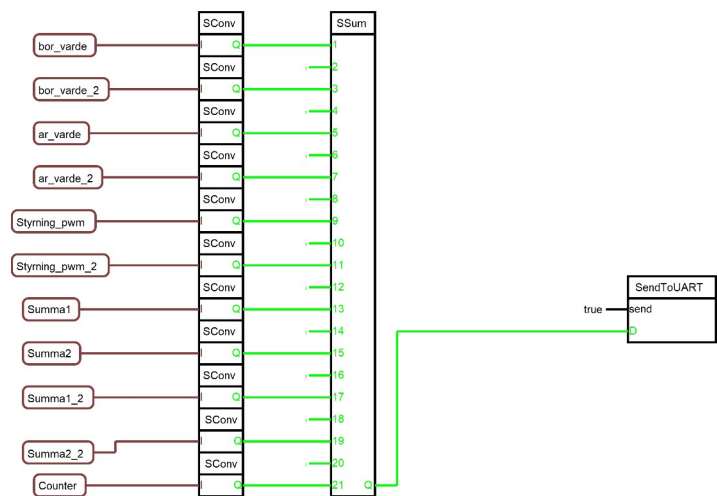 SConv SSum
bor_varde I Q 1
SConv 2
bor_varde_2 I Q 3
SConv 4
ar_varde I Q 5
SConv 6
ar_varde_2 I Q 7
SConv 8
Styrning_pwm I Q 9
SConv 10
Styrning_pwm_2 I Q 11
SConv 12 SendToUART
Summa1 I Q 13 true send
SConv 14 D
Summa2 I Q 15
SConv 16
Summa1_2 I Q 17
SConv 18
Summa2_2 I Q 19
SConv 20
Counter I Q 21 Q